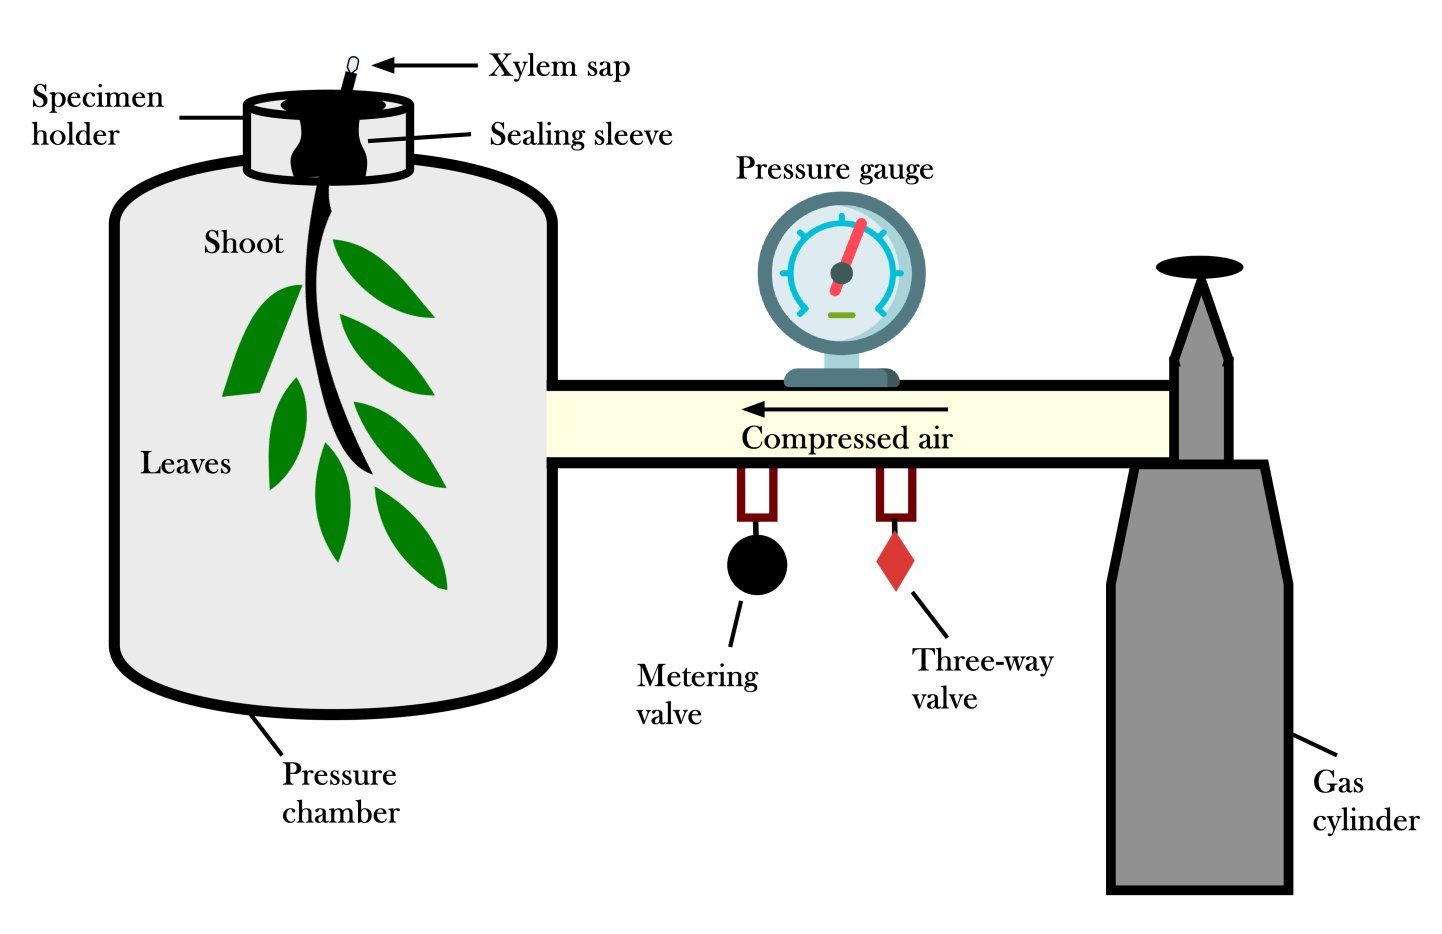 Xylem sap
Specimen
holder
Sealing sleeve
Pressure gauge
Shoot
Compressed air
Leaves
Metering
valve
Three-way
valve
Pressure
chamber
Gas
cylinder